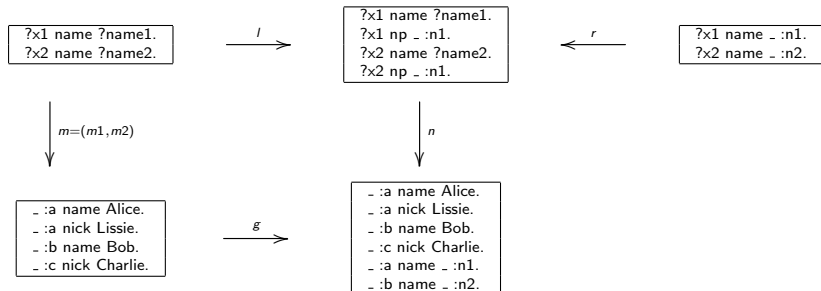 ?x1 name ?name1.
?x2 name ?name2.
l
?x1 name ?name1.
?x1 np _ :n1.
?x2 name ?name2.
?x2 np _ :n1.
r
?x1 name _ :n1.
?x2 name _ :n2.
m=(m1,m2)
n
_ :a name Alice.
_ :a nick Lissie.
_ :b name Bob.
_ :c nick Charlie.
g
_ :a name Alice.
_ :a nick Lissie.
_ :b name Bob.
_ :c nick Charlie.
_ :a name _ :n1.
_ :b name _ :n2.